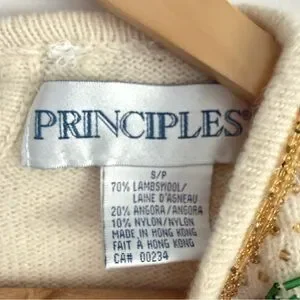 PRINCIPLES
S/P
70% LAMBSWOOL/
LAINE D'AGNEAU
20% ANGORA/ANGORA
10% NYLON/NYLON
MADE IN HONG KONG
FAIT À HONG KONG
CA# 00234